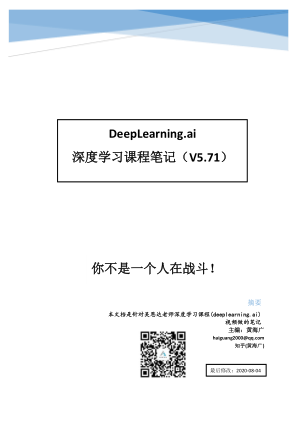 DeepLearning.ai
深度学习课程笔记（V5.71）
你不是一个人在战斗！
摘要
本文档是针对吴恩达老师深度学习课程(deeplearning.ai)
视频做的笔记
主编：黄海广
haiguang2000@qq.com
知乎(黄海广)
最后修改：2020-08-04